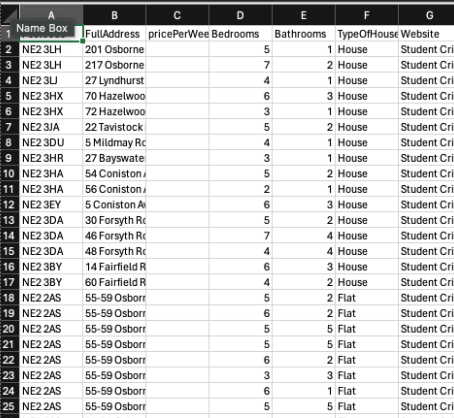 A B C D E F G
1 Name Box FullAddress pricePerWee Bedrooms Bathrooms TypeOfHouse Website
2 NE2 3LH 201 Osborne 5 1 House Student Cri
3 NE2 3LH 217 Osborne 7 2 House Student Cri
4 NE2 3LJ 27 Lyndhurst 4 1 House Student Cri
5 NE2 3HX 70 Hazelwoo 6 3 House Student Cri
6 NE2 3HX 72 Hazelwoo 3 1 House Student Cri
7 NE2 3JA 22 Tavistock 5 2 House Student Cri
8 NE2 3DU 5 Mildmay Ro 4 1 House Student Cri
9 NE2 3HR 27 Bayswate 3 1 House Student Cri
10 NE2 3HA 54 Coniston A 5 2 House Student Cri
11 NE2 3HA 56 Coniston A 2 1 House Student Cri
12 NE2 3EY 5 Coniston Av 6 3 House Student Cri
13 NE2 3DA 30 Forsyth Ro 5 2 House Student Cri
14 NE2 3DA 46 Forsyth Ro 7 4 House Student Cri
15 NE2 3DA 48 Forsyth Ro 4 4 House Student Cri
16 NE2 3BY 14 Fairfield R 6 3 House Student Cri
17 NE2 3BY 60 Fairfield R 4 2 House Student Cri
18 NE2 2AS 55-59 Osborn 5 2 Flat Student Cri
19 NE2 2AS 55-59 Osborn 6 2 Flat Student Cri
20 NE2 2AS 55-59 Osborn 5 5 Flat Student Cri
21 NE2 2AS 55-59 Osborn 5 5 Flat Student Cri
22 NE2 2AS 55-59 Osborn 6 2 Flat Student Cri
23 NE2 2AS 55-59 Osborn 3 3 Flat Student Cri
24 NE2 2AS 55-59 Osborn 6 1 Flat Student Cri
25 NE2 2AS 55-59 Osborn 5 5 Flat Student Cri